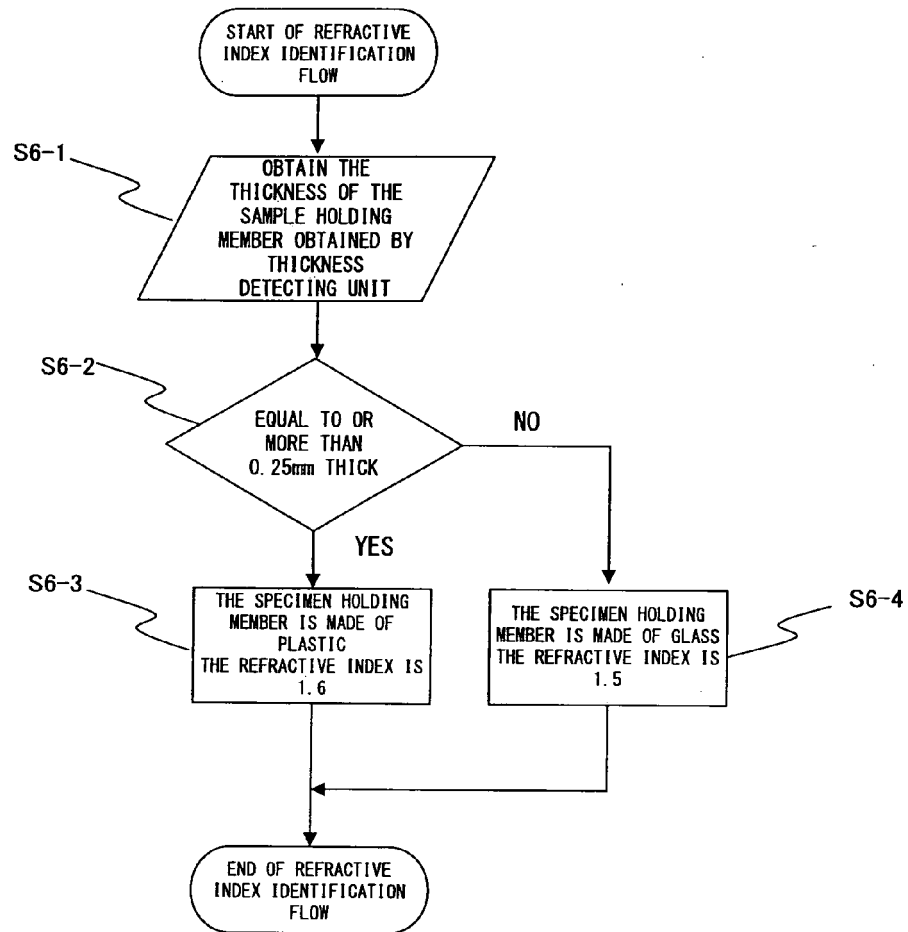 START OF REFRACTIVE
INDEX IDENTIFICATION
FLOW
S6-1
OBTAIN THE
THICKNESS OF THE
SAMPLE HOLDING
MEMBER OBTAINED BY
THICKNESS
DETECTING UNIT
S6-2
EQUAL TO OR
MORE THAN
0.25mm THICK
NO
YES
S6-3
THE SPECIMEN HOLDING
MEMBER IS MADE OF
PLASTIC
THE REFRACTIVE INDEX IS
1.6
S6-4
THE SPECIMEN HOLDING
MEMBER IS MADE OF GLASS
THE REFRACTIVE INDEX IS
1.5
END OF REFRACTIVE
INDEX IDENTIFICATION
FLOW